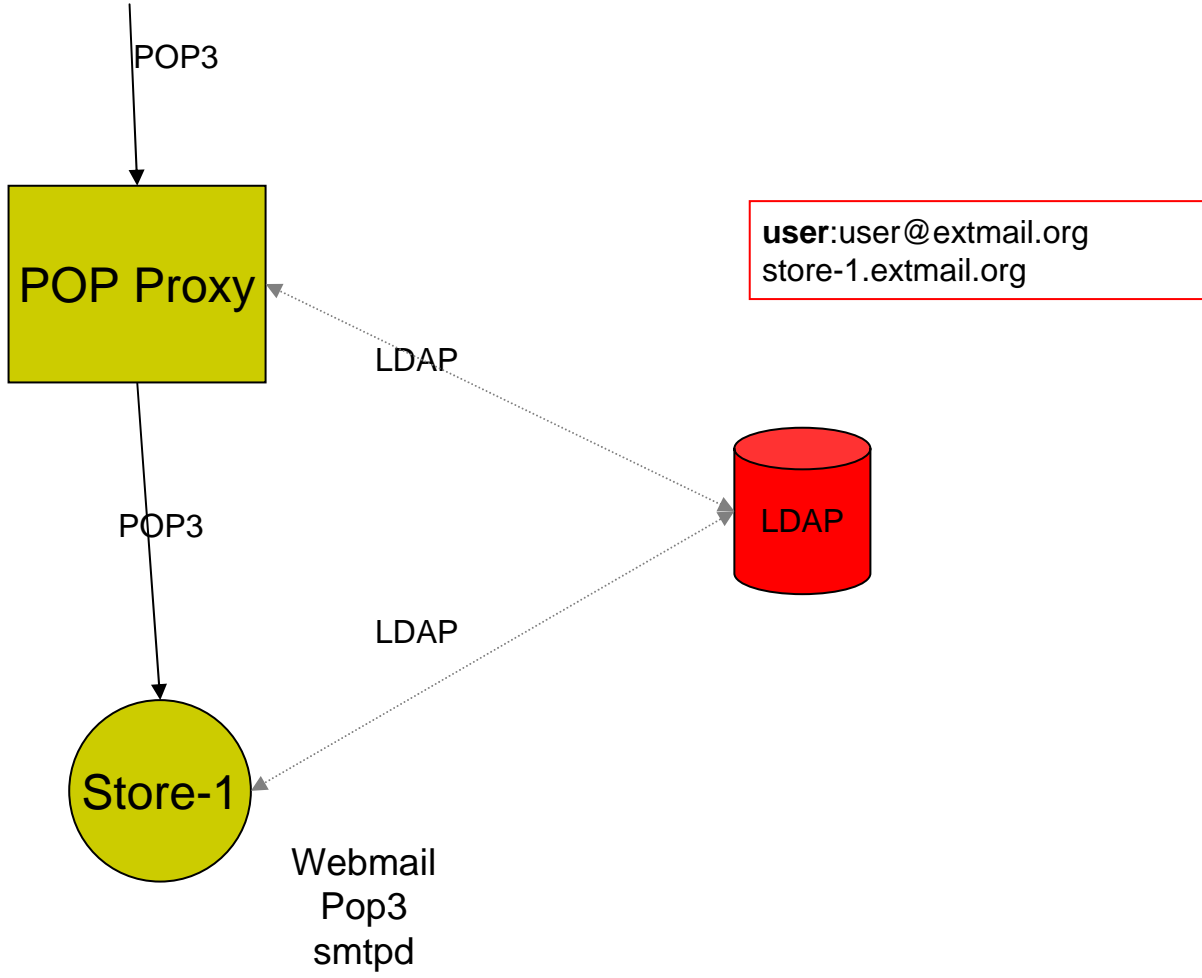 POP3
POP Proxy
user:user@extmail.org
store-1.extmail.org
LDAP
LDAP
POP3
LDAP
Store-1
Webmail
Pop3
smtpd